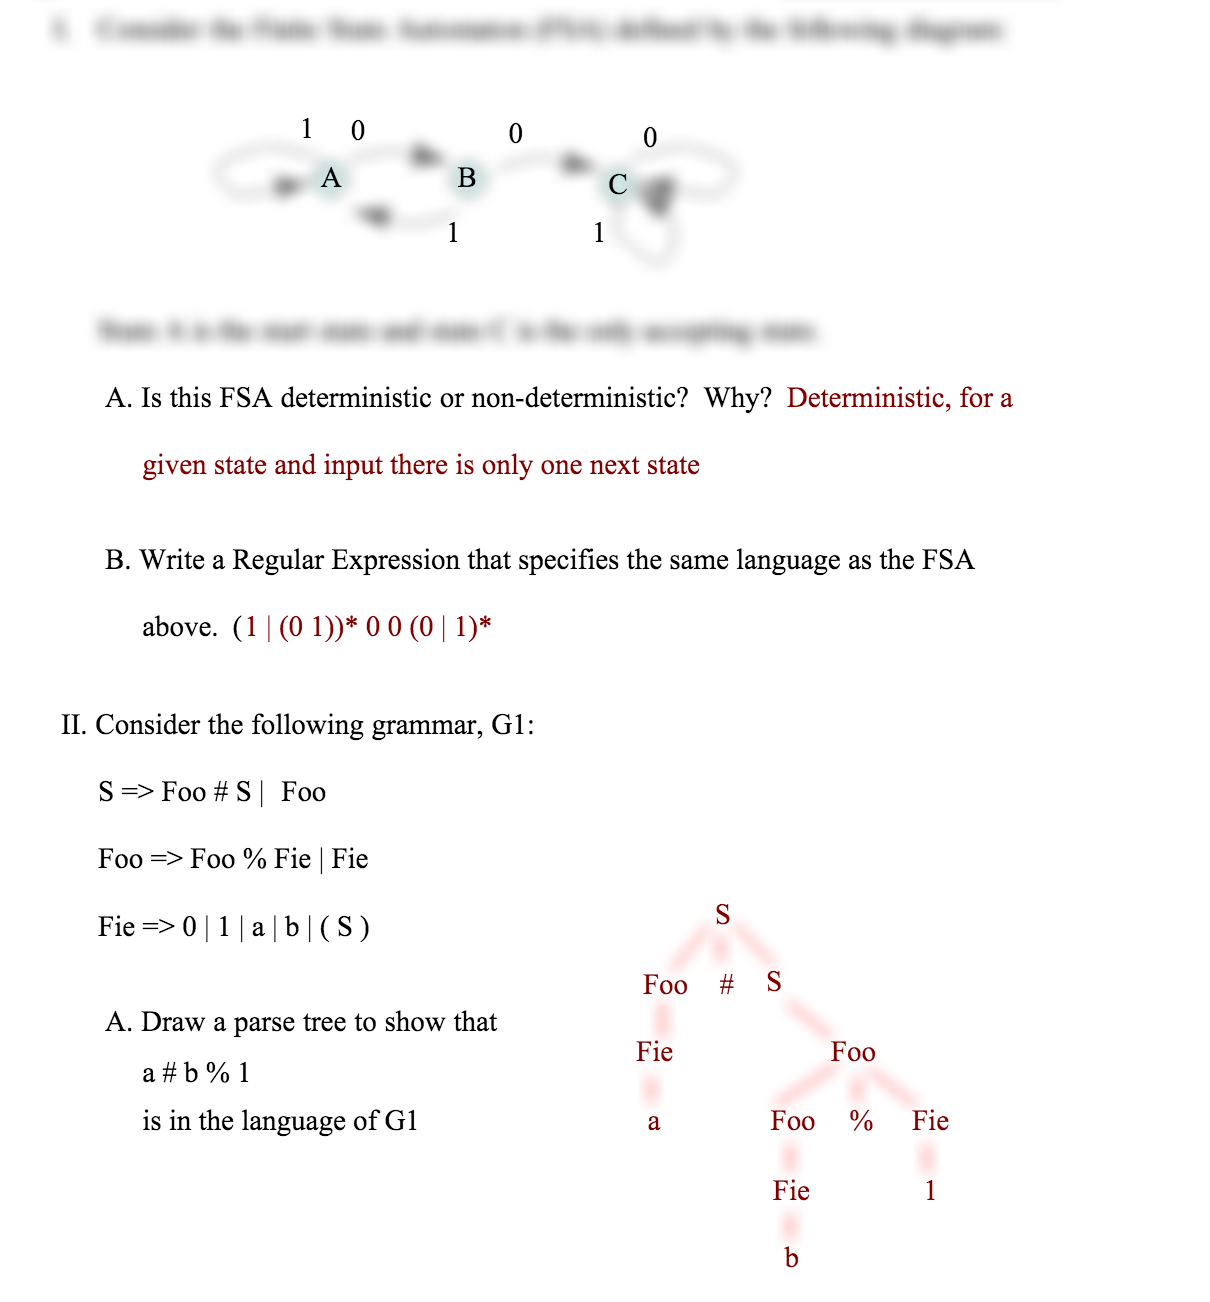 1 0 0 0
A B C
1 1
A. Is this FSA deterministic or non-deterministic? Why? Deterministic, for a
given state and input there is only one next state
B. Write a Regular Expression that specifies the same language as the FSA
above. (1 | (0 1))* 0 0 (0 | 1)*
II. Consider the following grammar, G1:
S => Foo # S | Foo
Foo => Foo % Fie | Fie
Fie => 0 | 1 | a | b | ( S )
A. Draw a parse tree to show that
a # b % 1
is in the language of G1
S
Foo # S
Fie Foo
a Foo % Fie
Fie 1
b